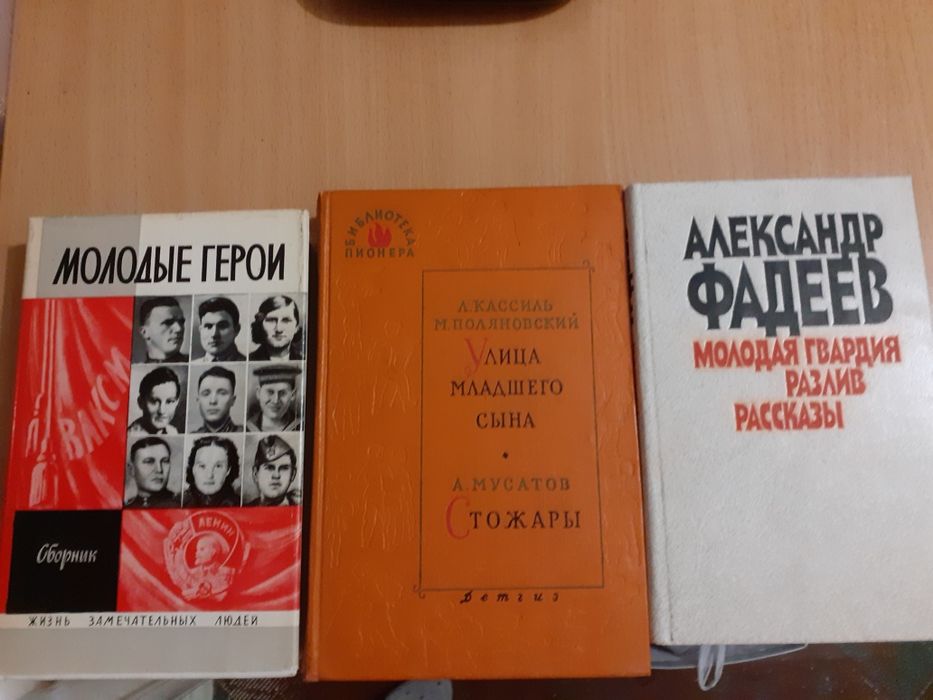 МОЛОДЫЕ ГЕРОИ
ВЛКСМ
Сборник
ЛЕНИН
ЖИЗНЬ ЗАМЕЧАТЕЛЬНЫХ ЛЮДЕЙ
БИБЛИОТЕКА
ПИОНЕРА
Л.КАССИЛЬ
М.ПОЛЯНОВСКИЙ
УЛИЦА
МЛАДШЕГО
СЫНА
А.МУСАТОВ
СТОЖАРЫ
Детгиз
АЛЕКСАНДР
ФАДЕЕВ
МОЛОДАЯ ГВАРДИЯ
РАЗЛИВ
РАССКАЗЫ